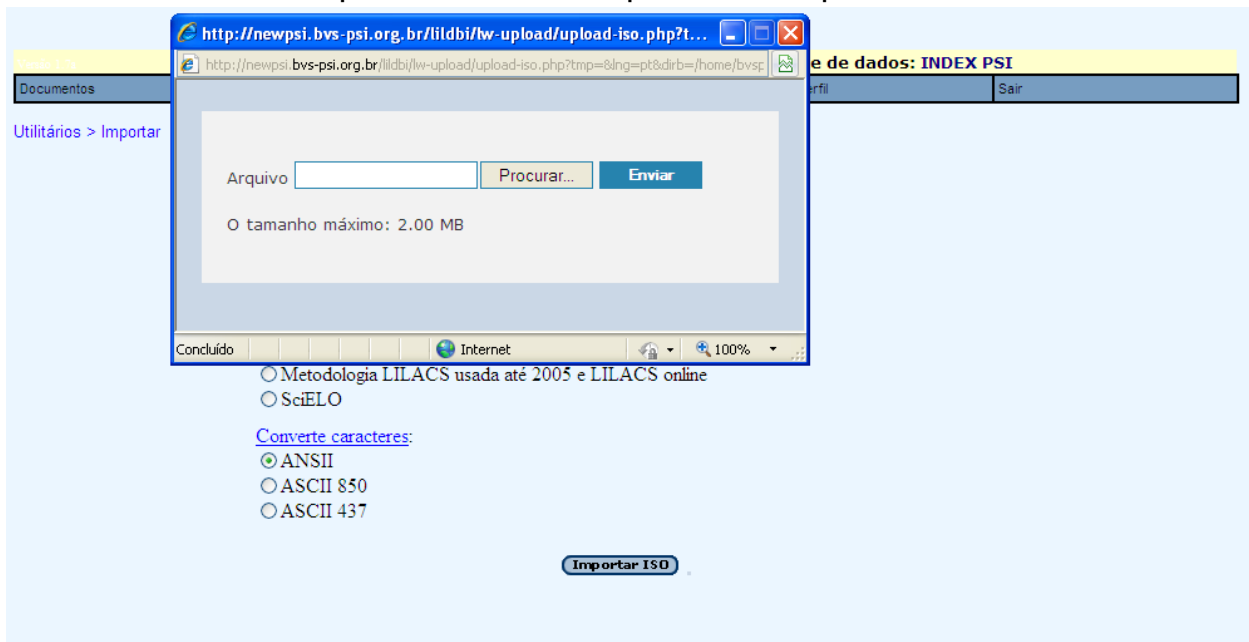 http://newpsi.bvs-psi.org.br/lildbi/lw-upload/upload-iso.php?t...
http://newpsi.bvs-psi.org.br/lildbi/lw-upload/upload-iso.php?tmp=&lng=pt&dirb=/home/bvsp
e de dados: INDEX PSI
Documentos
erfil
Sair
Utilitários > Importar
Arquivo
Procurar...
Enviar
O tamanho máximo: 2.00 MB
Concluído
Internet
100%
Metodologia LILACS usada até 2005 e LILACS online
SciELO
Converte caracteres:
ANSII
ASCII 850
ASCII 437
Importar ISO